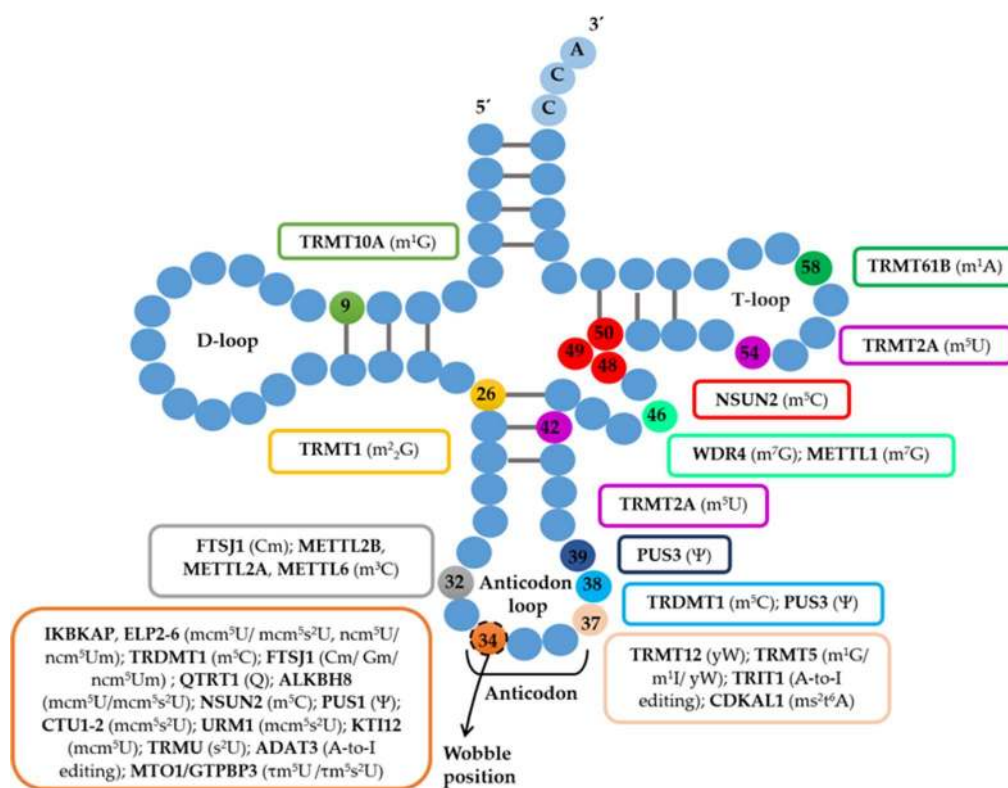 3´
A
C
C
5´
TRMT10A (m¹G)
58
TRMT61B (m¹A)
9
T-loop
D-loop
50
49
48
54
TRMT2A (m⁵U)
26
NSUN2 (m⁵C)
46
42
TRMT1 (m²₂G)
WDR4 (m⁷G); METTL1 (m⁷G)
TRMT2A (m⁵U)
FTSJ1 (Cm); METTL2B,
METTL2A, METTL6 (m³C)
39
PUS3 (Ψ)
32
Anticodon
loop
38
TRDMT1 (m⁵C); PUS3 (Ψ)
37
34
Anticodon
IKBKAP, ELP2-6 (mcm⁵U/ mcm⁵s²U, ncm⁵U/
ncm⁵Um); TRDMT1 (m⁵C); FTSJ1 (Cm/ Gm/
ncm⁵Um) ; QTRT1 (Q); ALKBH8
(mcm⁵U/mcm⁵s²U); NSUN2 (m⁵C); PUS1 (Ψ);
CTU1-2 (mcm⁵s²U); URM1 (mcm⁵s²U); KTI12
(mcm⁵U); TRMU (s²U); ADAT3 (A-to-I
editing); MTO1/GTPBP3 (τm⁵U /τm⁵s²U)
TRMT12 (yW); TRMT5 (m¹G/
m¹I/ yW); TRIT1 (A-to-I
editing); CDKAL1 (ms²t⁶A)
Wobble
position